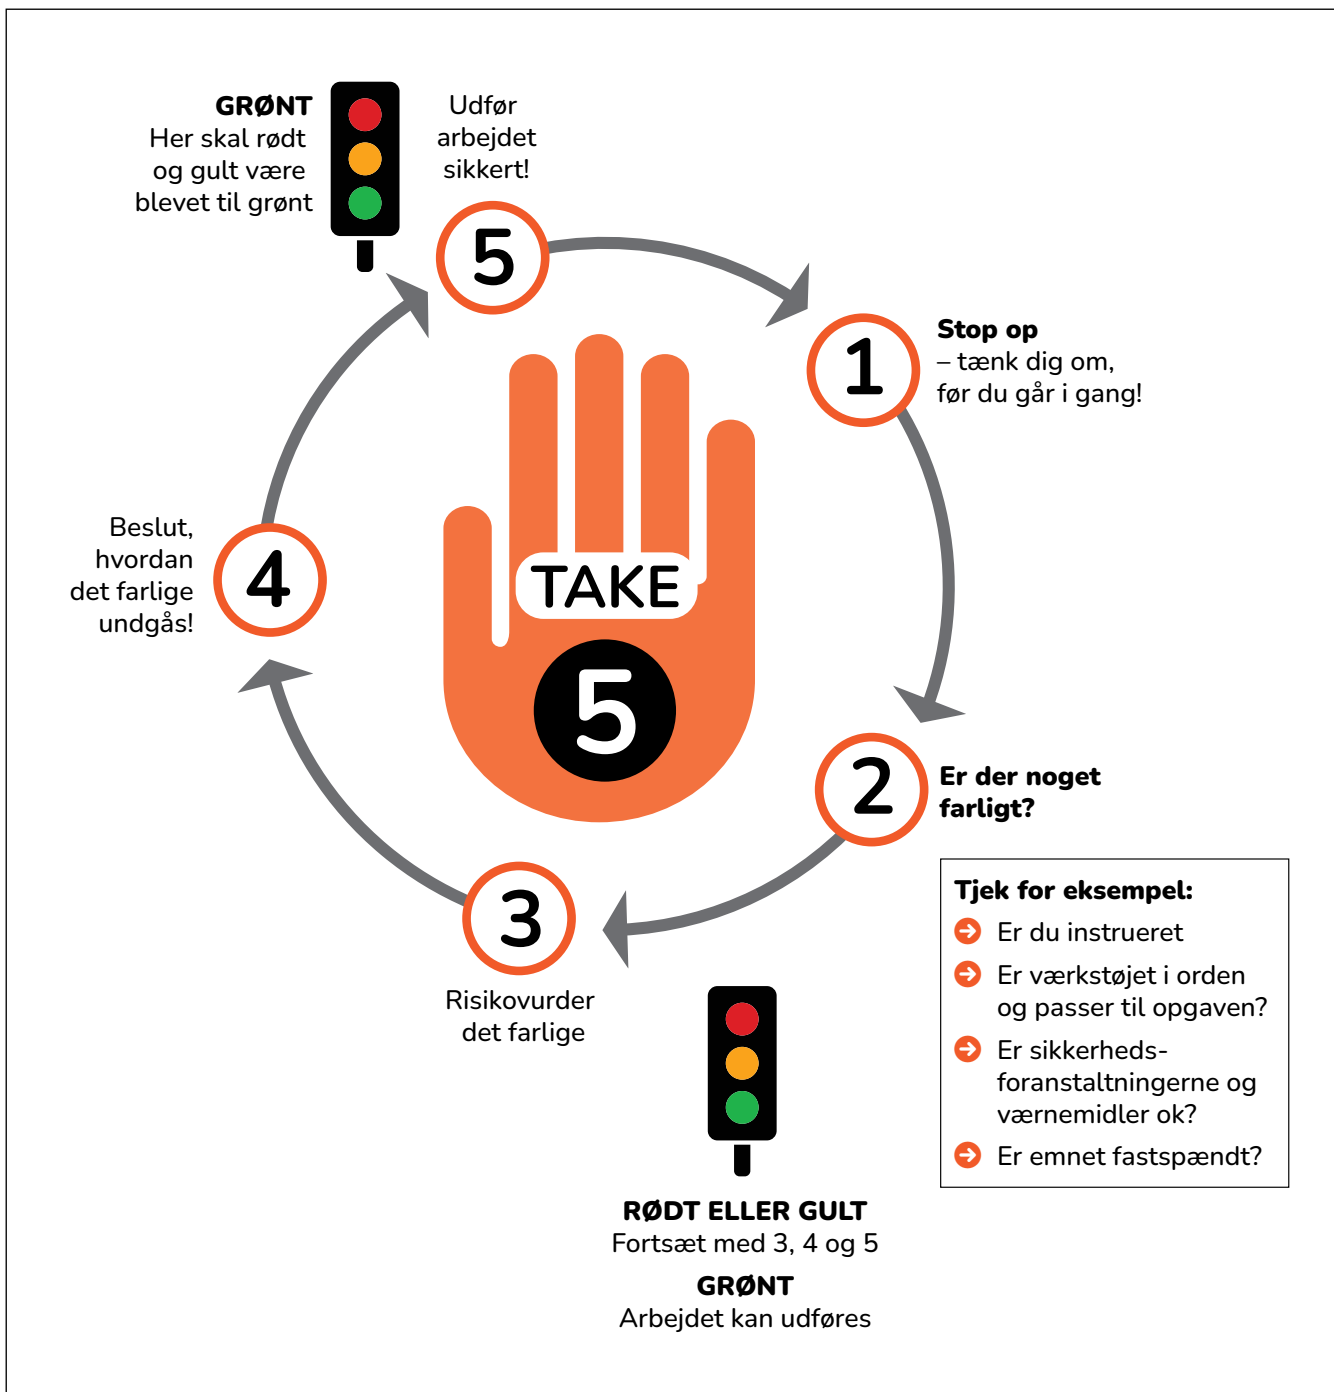 GRØNT
Her skal rødt
og gult være
blevet til grønt
Udfør
arbejdet
sikkert!
5
1
Stop op
– tænk dig om,
før du går i gang!
Beslut,
hvordan
det farlige
undgås!
4
TAKE
5
2
Er der noget
farligt?
3
Risikovurder
det farlige
Tjek for eksempel:
Er du instrueret
Er værkstøjet i orden
og passer til opgaven?
Er sikkerheds-
foranstaltningerne og
værnemidler ok?
Er emnet fastspændt?
RØDT ELLER GULT
Fortsæt med 3, 4 og 5
GRØNT
Arbejdet kan udføres